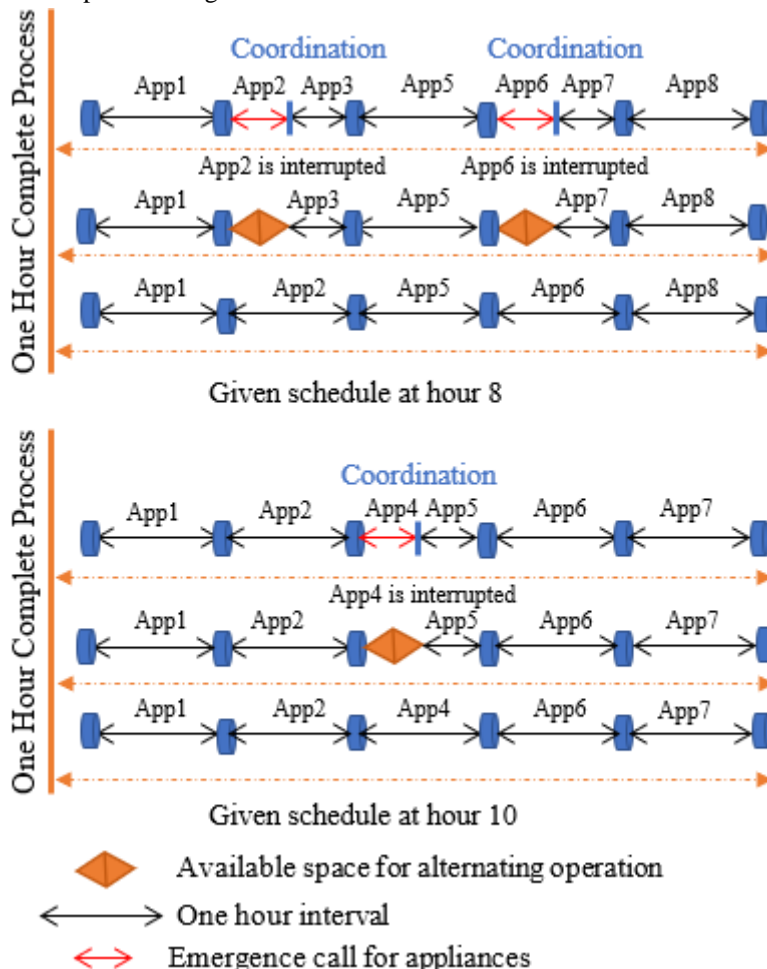 One Hour Complete Process
Coordination Coordination
App1 App2 App3 App5 App6 App7 App8
App2 is interrupted App6 is interrupted
App1 App3 App5 App7 App8
App1 App2 App5 App6 App8
Given schedule at hour 8
One Hour Complete Process
Coordination
App1 App2 App4 App5 App6 App7
App4 is interrupted
App1 App2 App5 App6 App7
App1 App2 App4 App6 App7
Given schedule at hour 10
Available space for alternating operation
One hour interval
Emergence call for appliances